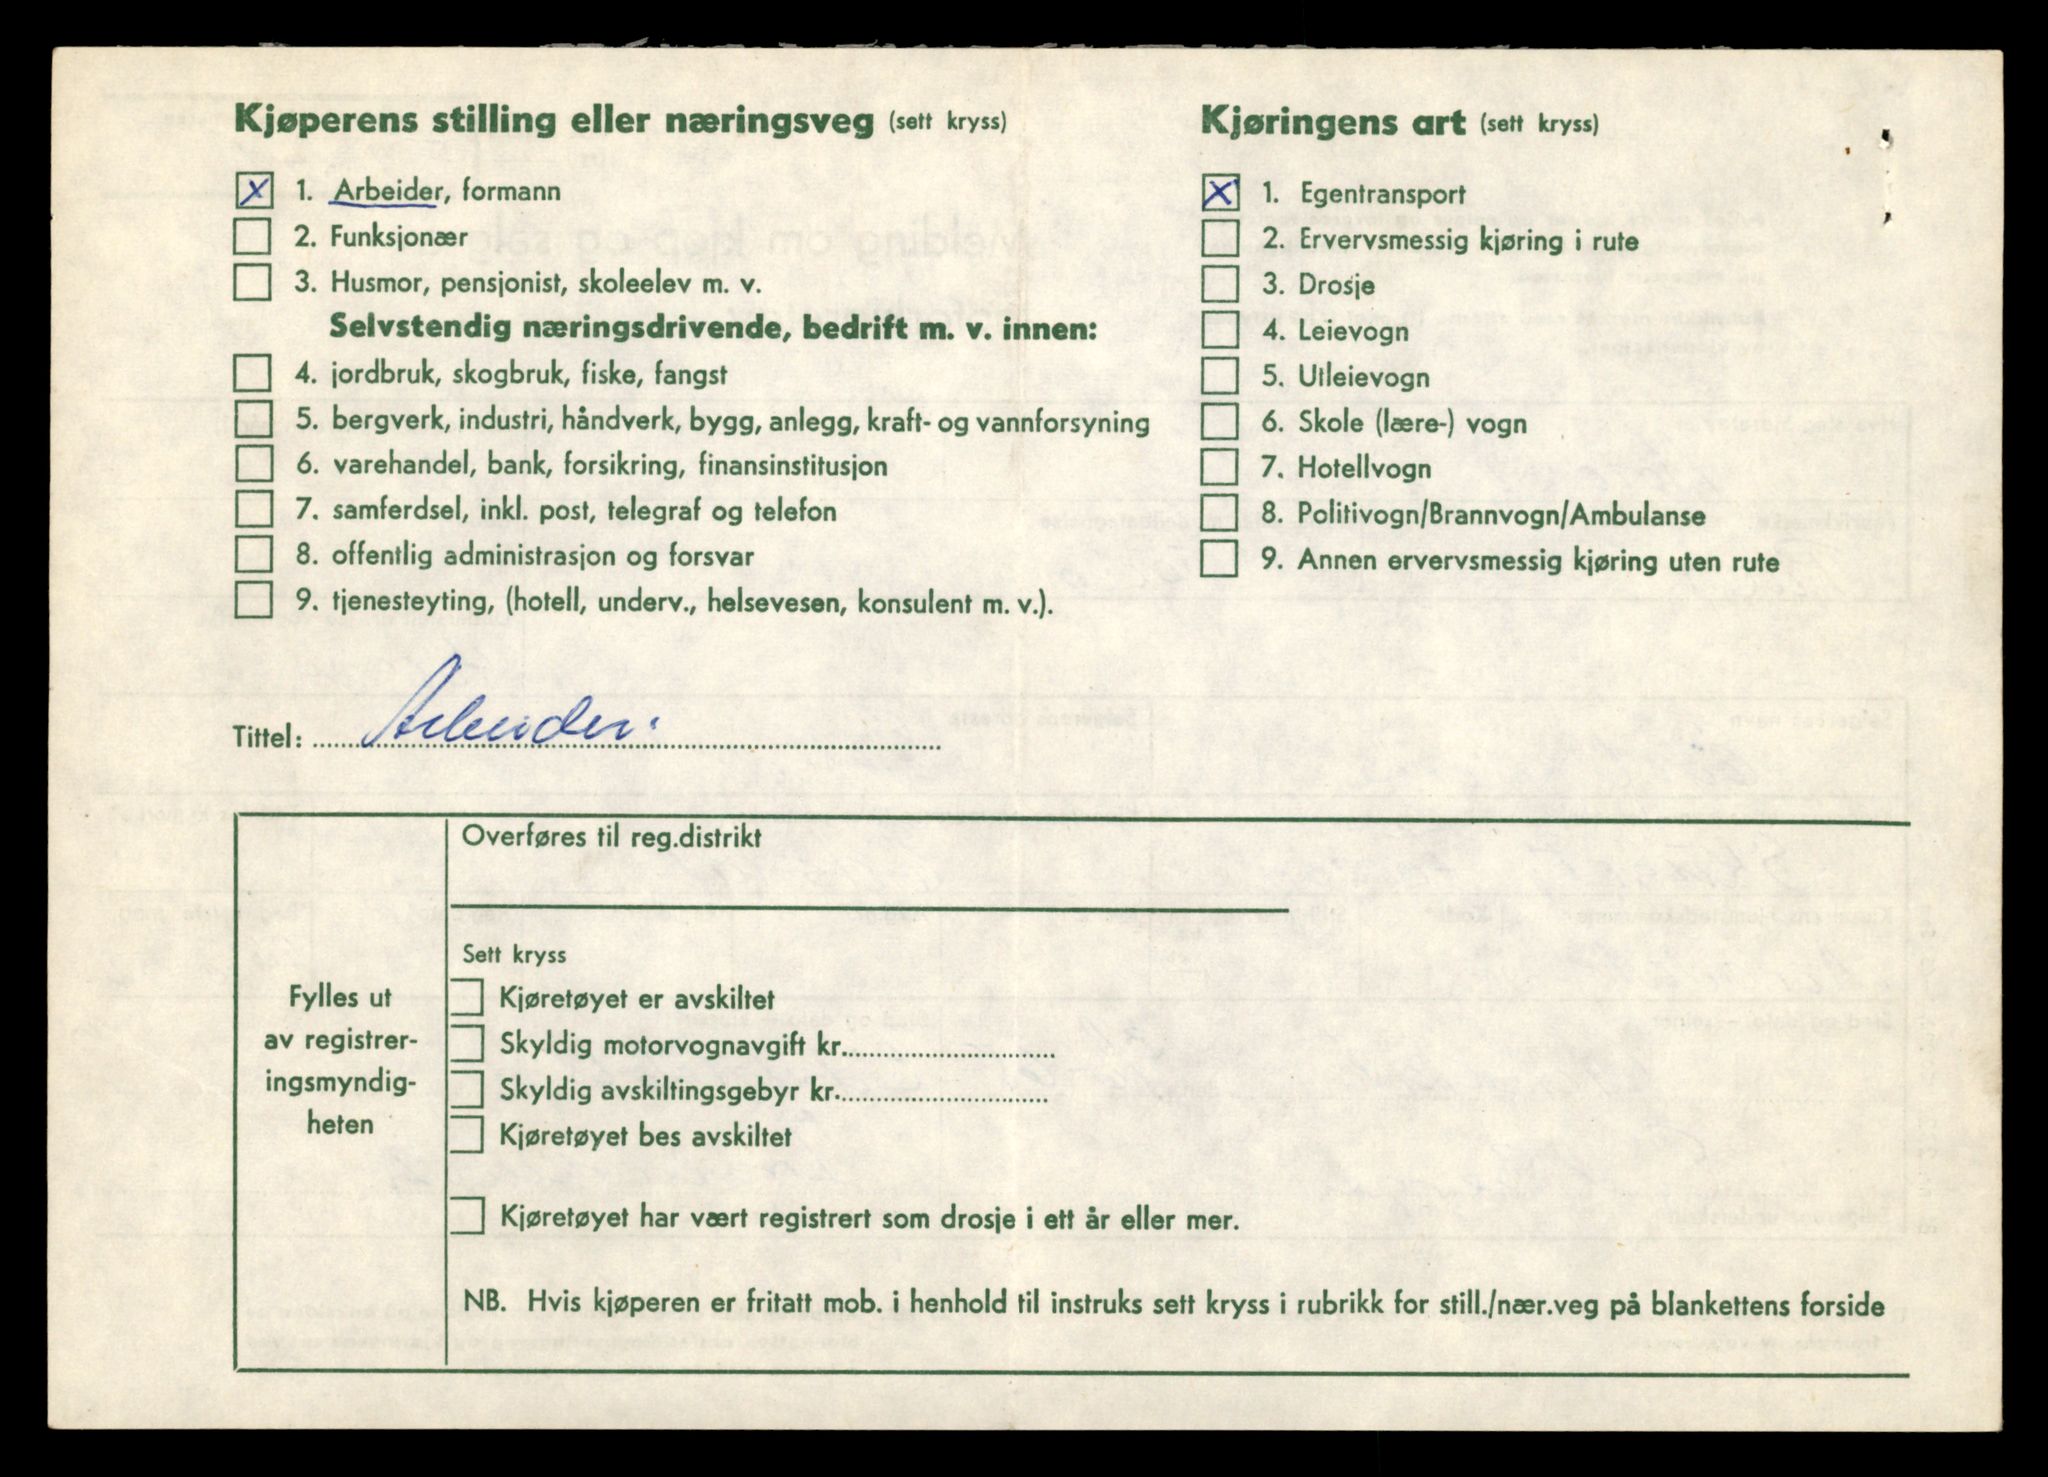 Kjøperens stilling eller næringsveg (sett kryss)
1. Arbeider, formann
2. Funksjonær
3. Husmor, pensjonist, skoleelev m. v.
Selvstendig næringsdrivende, bedrift m. v. innen:
4. jordbruk, skogbruk, fiske, fangst
5. bergverk, industri, håndverk, bygg, anlegg, kraft- og vannforsyning
6. varehandel, bank, forsikring, finansinstitusjon
7. samferdsel, inkl. post, telegraf og telefon
8. offentlig administrasjon og forsvar
9. tjenesteyting, (hotell, underv., helsevesen, konsulent m. v.).
Kjøringens art (sett kryss)
1. Egentransport
2. Ervervsmessig kjøring i rute
3. Drosje
4. Leievogn
5. Utleievogn
6. Skole (lære-) vogn
7. Hotellvogn
8. Politivogn/Brannvogn/Ambulanse
9. Annen ervervsmessig kjøring uten rute
Tittel: Arbeider.
Fylles ut
av registrer-
ingsmyndig-
heten
Overføres til reg.distrikt
Sett kryss
Kjøretøyet er avskiltet
Skyldig motorvognavgift kr.
Skyldig avskiltingsgebyr kr.
Kjøretøyet bes avskiltet
Kjøretøyet har vært registrert som drosje i ett år eller mer.
NB. Hvis kjøperen er fritatt mob. i henhold til instruks sett kryss i rubrikk for still./nær.veg på blankettens forside